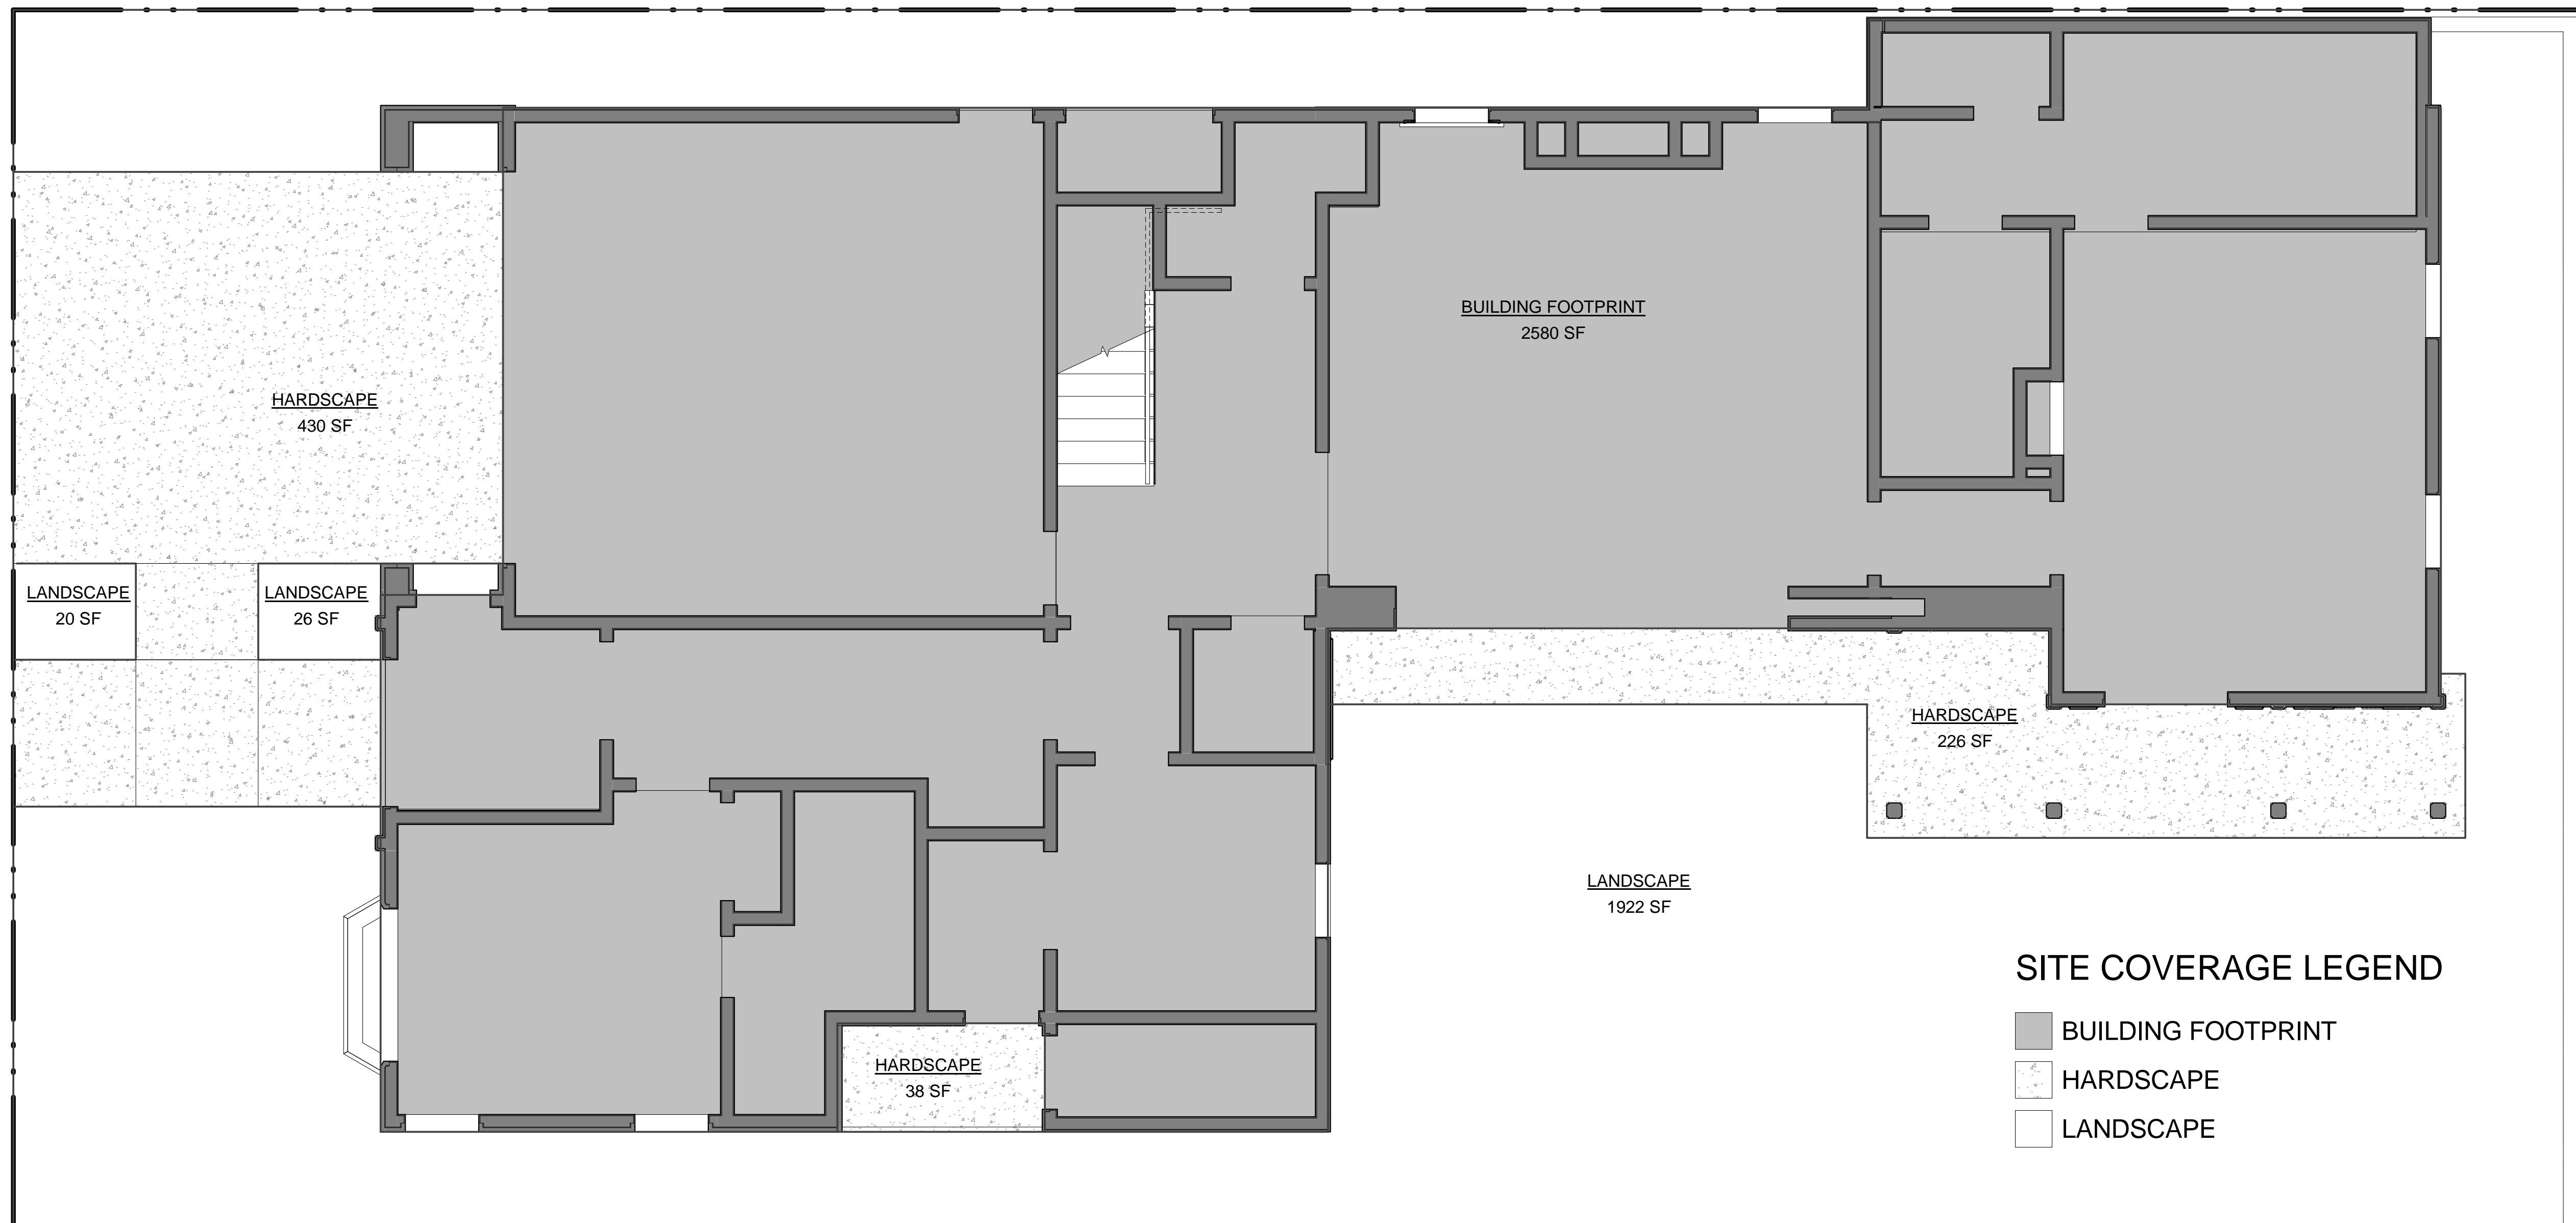 BUILDING FOOTPRINT
2580 SF
HARDSCAPE
430 SF
LANDSCAPE
20 SF
LANDSCAPE
26 SF
HARDSCAPE
226 SF
LANDSCAPE
1922 SF
HARDSCAPE
38 SF
SITE COVERAGE LEGEND
BUILDING FOOTPRINT
HARDSCAPE
LANDSCAPE